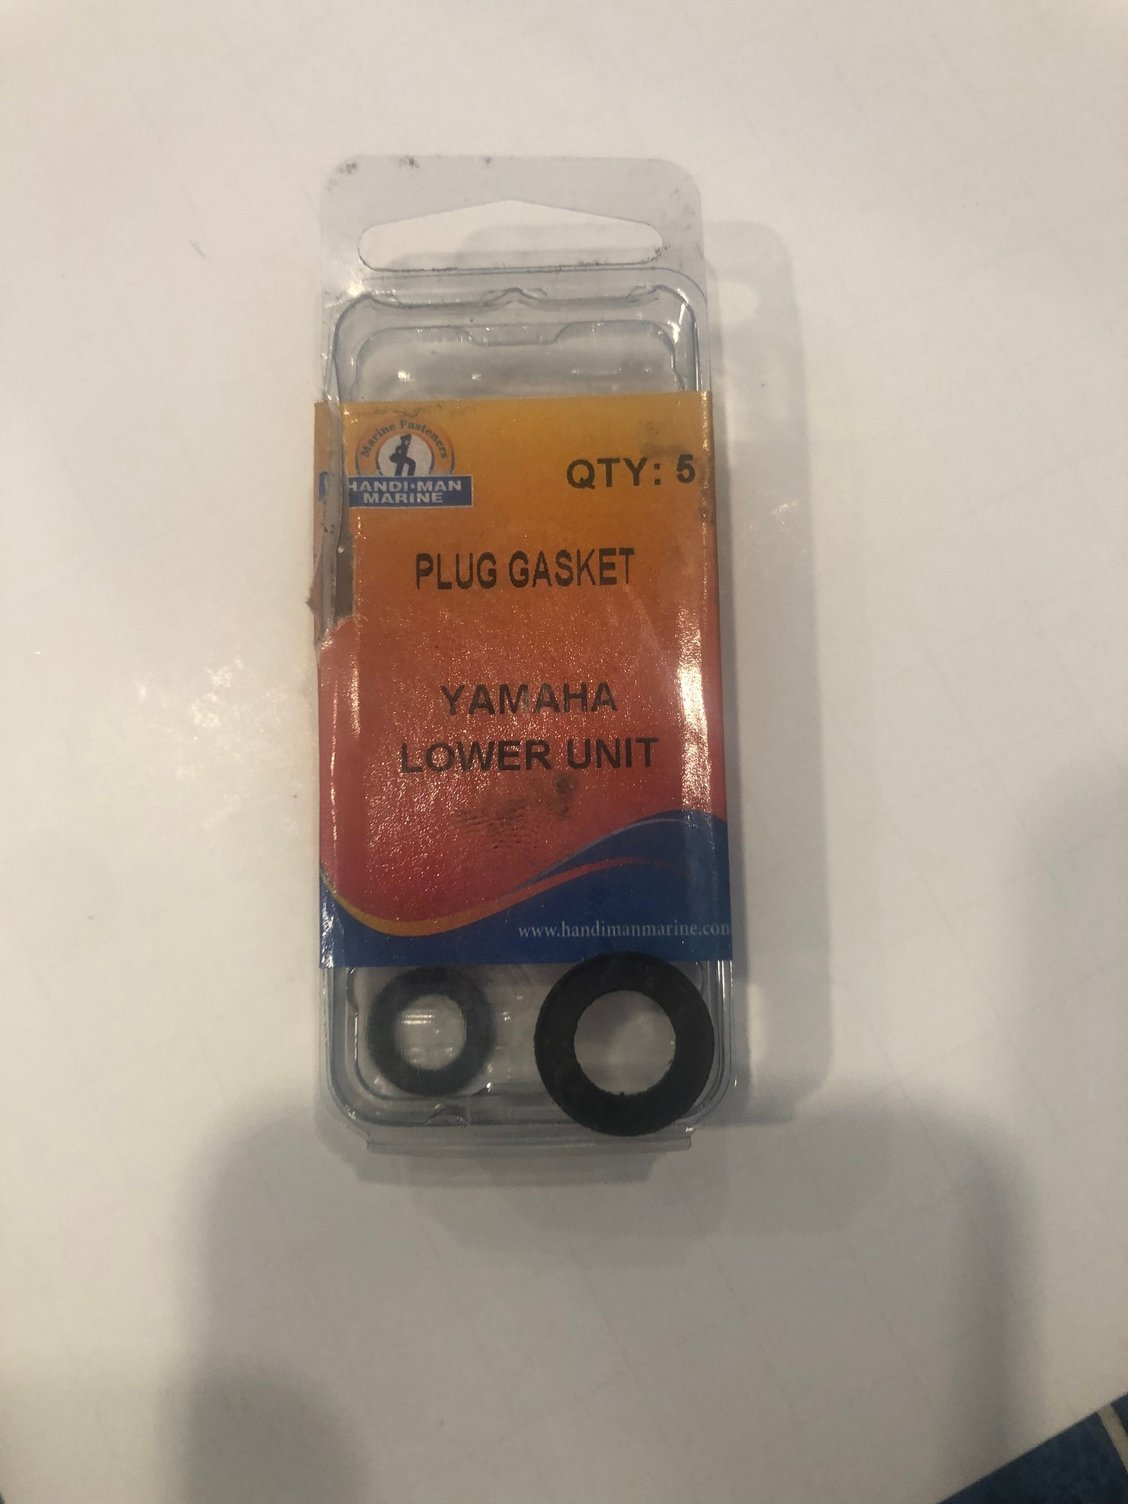 Marine Fasteners
HANDI·MAN
MARINE
QTY: 5
PLUG GASKET
YAMAHA
LOWER UNIT
www.handimanmarine.com